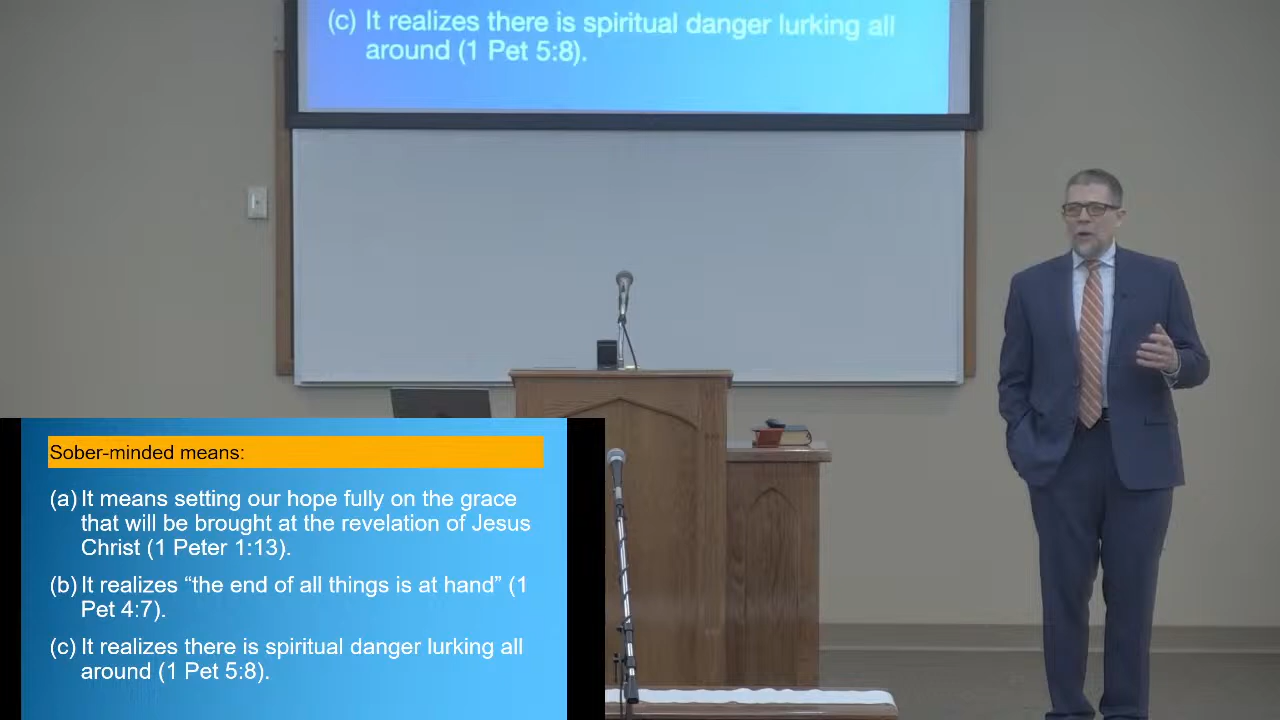 (c) It realizes there is spiritual danger lurking all
around (1 Pet 5:8).
Sober-minded means:
(a) It means setting our hope fully on the grace
that will be brought at the revelation of Jesus
Christ (1 Peter 1:13).
(b) It realizes “the end of all things is at hand” (1
Pet 4:7).
(c) It realizes there is spiritual danger lurking all
around (1 Pet 5:8).